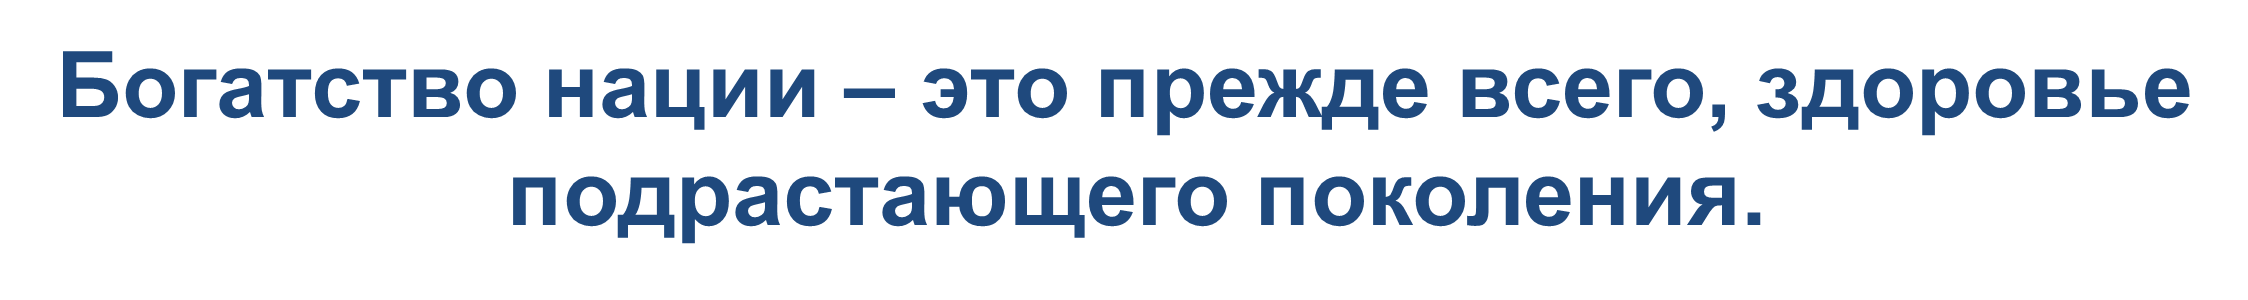 Богатство нации – это прежде всего, здоровье
подрастающего поколения.